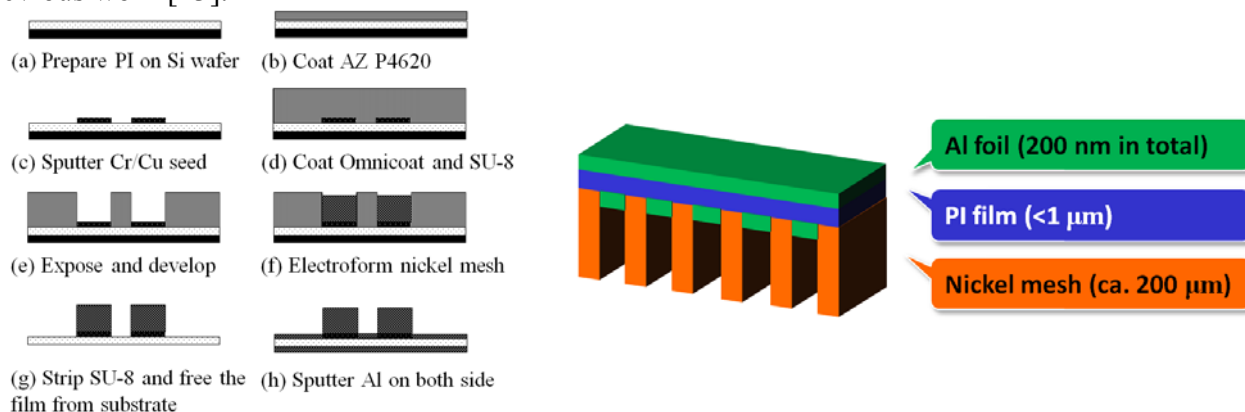 (a) Prepare PI on Si wafer
(b) Coat AZ P4620
(c) Sputter Cr/Cu seed
(d) Coat Omnicoat and SU-8
(e) Expose and develop
(f) Electroform nickel mesh
(g) Strip SU-8 and free the
film from substrate
(h) Sputter Al on both side
Al foil (200 nm in total)
PI film (<1 μm)
Nickel mesh (ca. 200 μm)